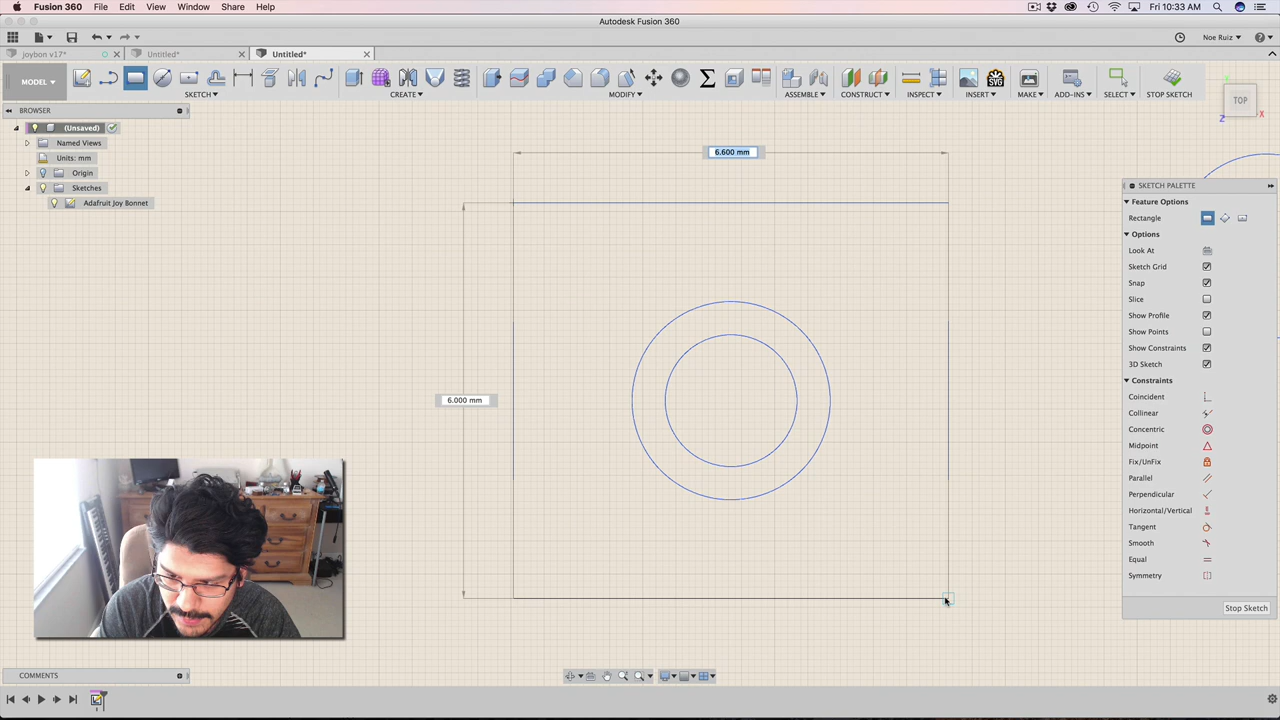 Fusion 360 File Edit View Window Share Help Fri 10:33 AM
Autodesk Fusion 360
Noe Ruiz
joybon v17* Untitled* Untitled*
MODEL SKETCH CREATE MODIFY ASSEMBLE CONSTRUCT INSPECT INSERT MAKE ADD-INS SELECT STOP SKETCH
SVG
TOP
Z X
BROWSER
(Unsaved)
Named Views
Units: mm
Origin
Sketches
Adafruit Joy Bonnet
6.600 mm
6.000 mm
SKETCH PALETTE
Feature Options
Rectangle
Options
Look At
Sketch Grid
Snap
Slice
Show Profile
Show Points
Show Constraints
3D Sketch
Constraints
Coincident
Collinear
Concentric
Midpoint
Fix/UnFix
Parallel
Perpendicular
Horizontal/Vertical
Tangent
Smooth
Equal
Symmetry
Stop Sketch
COMMENTS